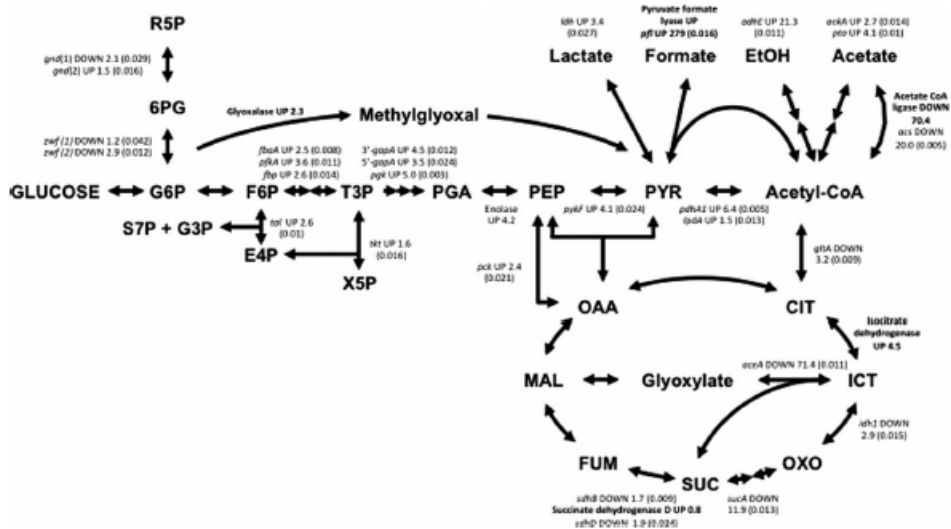 R5P
gnd(1) DOWN 2.1 (0.029)
gnd(2) UP 1.5 (0.016)
6PG
zwf (1) DOWN 1.2 (0.042)
zwf (2) DOWN 2.9 (0.012)
Glyoxalase UP 2.3
Methylglyoxal
ldh UP 3.4
(0.027)
Lactate
Pyruvate formate
lyase UP
pfl UP 279 (0.016)
Formate
adhE UP 21.3
(0.011)
EtOH
ackA UP 2.7 (0.014)
pta UP 4.1 (0.01)
Acetate
Acetate CoA
ligase DOWN
70.4
acs DOWN
20.0 (0.005)
fbaA UP 2.5 (0.008)
pfkA UP 3.6 (0.011)
fbp UP 2.6 (0.014)
3'-gapA UP 4.5 (0.012)
5'-gapA UP 3.5 (0.024)
pgk UP 5.0 (0.003)
GLUCOSE G6P F6P T3P PGA PEP PYR Acetyl-CoA
S7P + G3P
tal UP 2.6
(0.01)
E4P
tkt UP 1.6
(0.016)
X5P
Enolase
UP 4.2
pykF UP 4.1 (0.024)
pdhA1 UP 6.4 (0.005)
lpdA UP 1.5 (0.013)
pck UP 2.4
(0.021)
gltA DOWN
3.2 (0.009)
OAA
CIT
Isocitrate
dehydrogenase
UP 4.5
aceA DOWN 71.4 (0.011)
MAL Glyoxylate ICT
idh1 DOWN
2.9 (0.015)
FUM SUC OXO
sdhB DOWN 1.7 (0.009)
Succinate dehydrogenase D UP 0.8
sdhD DOWN 1.9 (0.024)
sucA DOWN
11.9 (0.013)